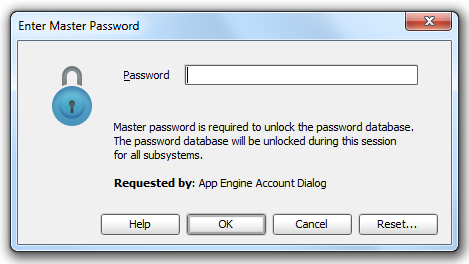 Enter Master Password
Password
Master password is required to unlock the password database.
The password database will be unlocked during this session
for all subsystems.
Requested by: App Engine Account Dialog
Help OK Cancel Reset...